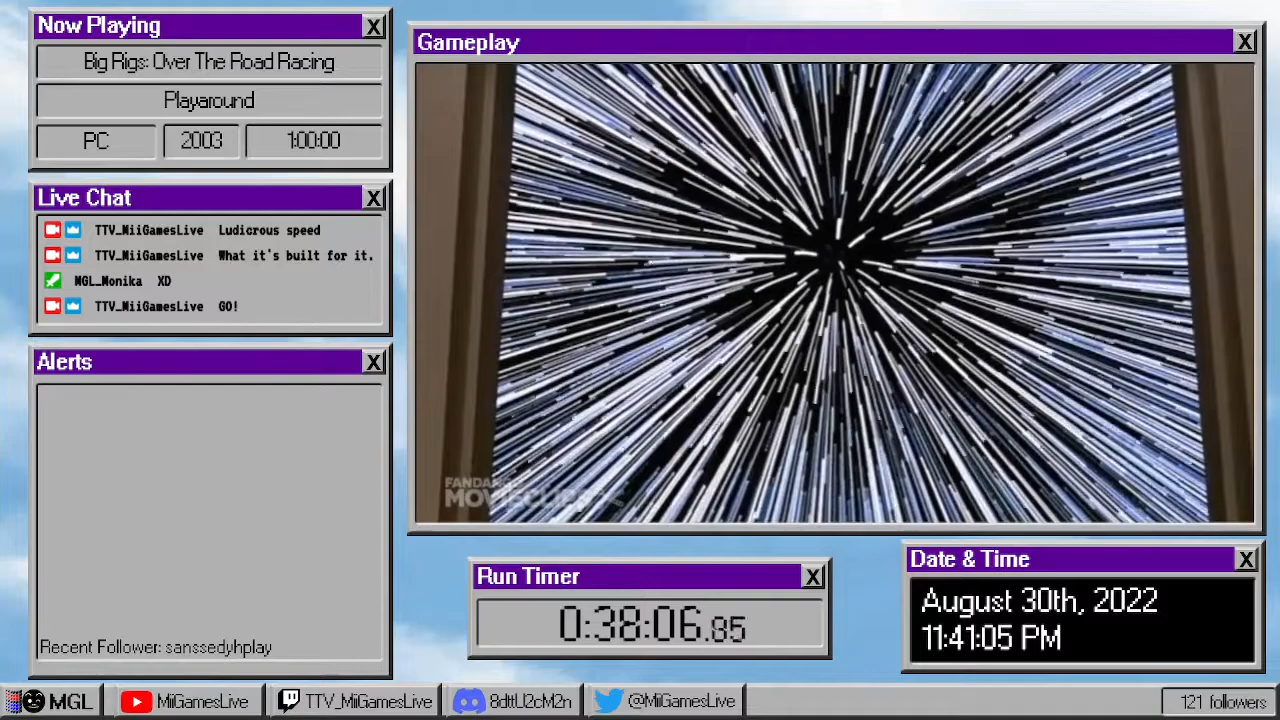 Now Playing
X
Big Rigs: Over The Road Racing
Playaround
PC
2003
1:00:00
Live Chat
X
TTV_MiiGamesLive Ludicrous speed
TTV_MiiGamesLive What it's built for it.
MGL_Monika XD
TTV_MiiGamesLive GO!
Alerts
X
Recent Follower: sanssedyhplay
Gameplay
X
FANDANGO
MOVIECLIPS
Run Timer
X
0:38:06.85
Date & Time
X
August 30th, 2022
11:41:05 PM
MGL
MiiGamesLive
TTV_MiiGamesLive
8dttU2cM2n
@MiiGamesLive
121 followers